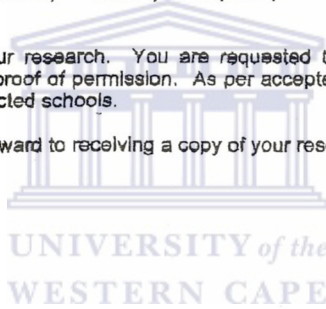 ur research. You are requested t
proof of permission. As per accepte
cted schools.
ward to receiving a copy of your rese
UNIVERSITY of the
WESTERN CAPE